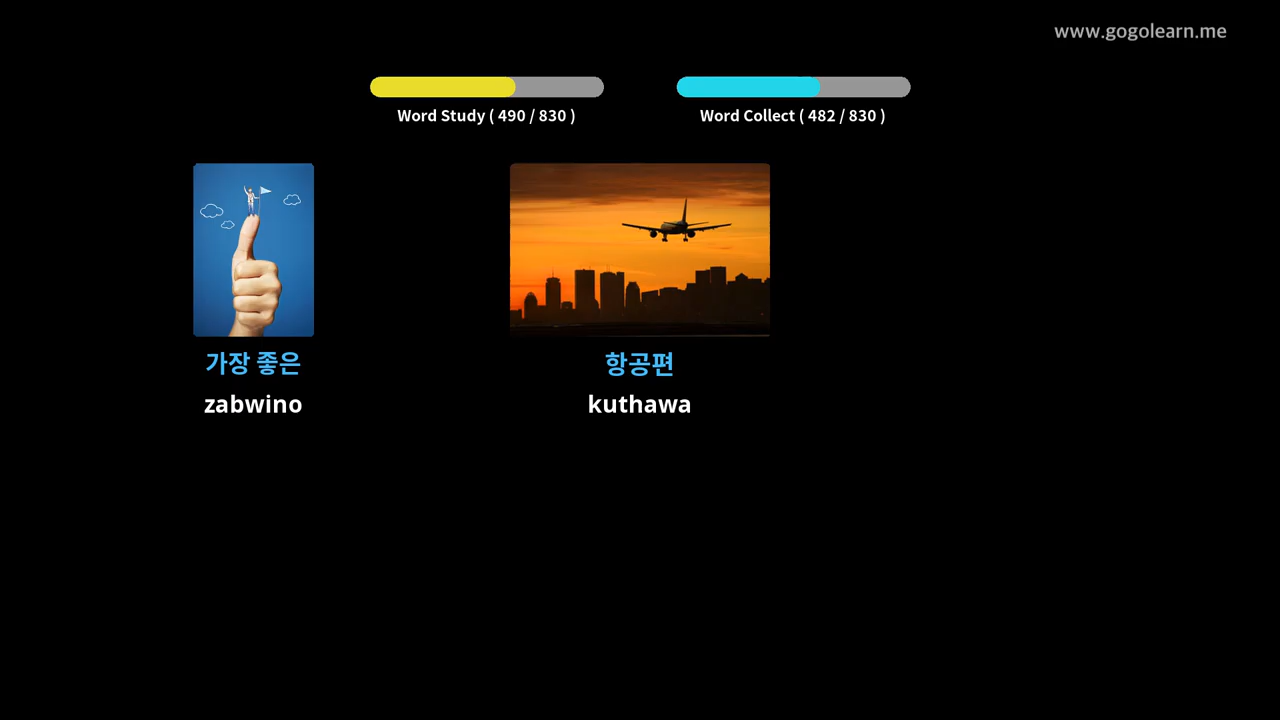 www.gogolearn.me
Word Study ( 490 / 830 )
Word Collect ( 482 / 830 )
가장 좋은
zabwino
항공편
kuthawa